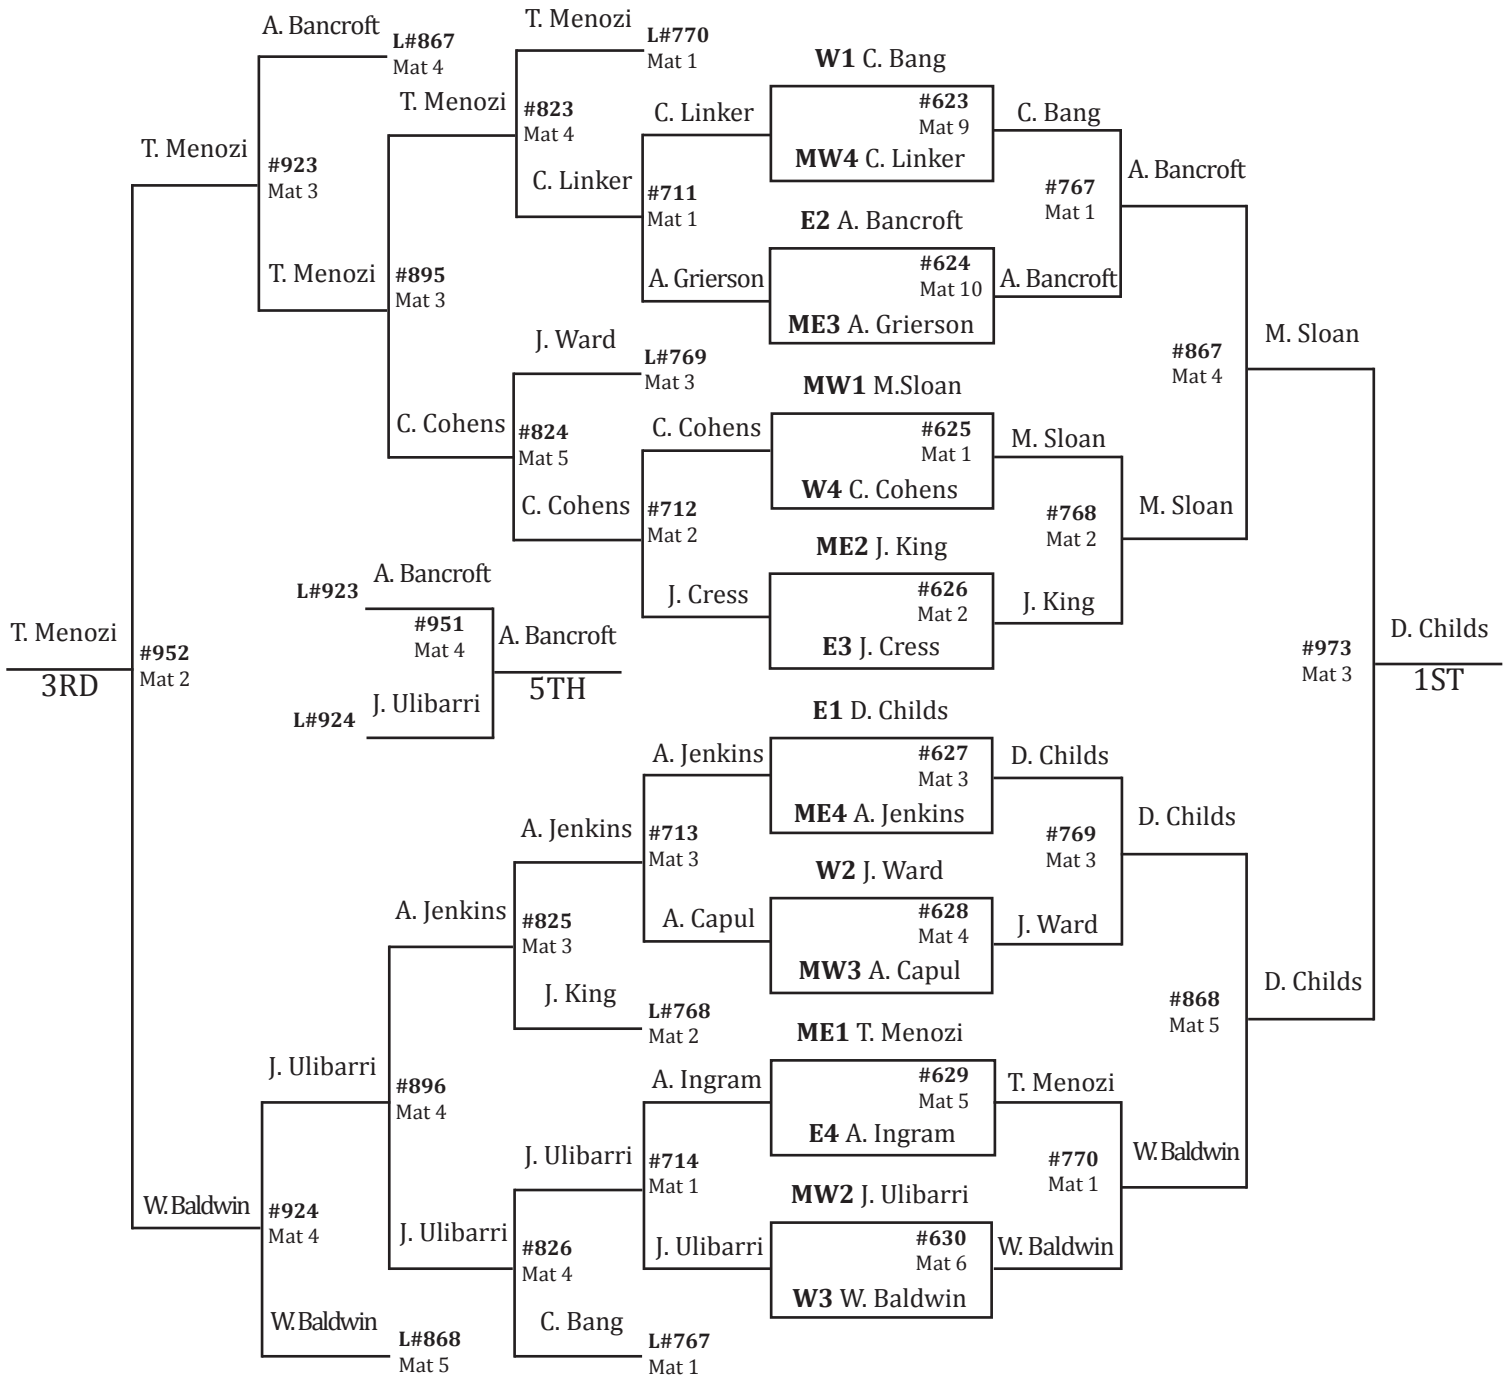 A. Bancroft
L#867
Mat 4
T. Menozi
L#770
Mat 1
T. Menozi
#823
Mat 4
C. Linker
T. Menozi
#923
Mat 3
C. Linker
#711
Mat 1
T. Menozi
#895
Mat 3
A. Grierson
J. Ward
L#769
Mat 3
C. Cohens
#824
Mat 5
C. Cohens
C. Cohens
#712
Mat 2
J. Cress
W1 C. Bang
#623
Mat 9
MW4 C. Linker
C. Bang
#767
Mat 1
A. Bancroft
E2 A. Bancroft
#624
Mat 10
ME3 A. Grierson
A. Bancroft
MW1 M.Sloan
#625
Mat 1
W4 C. Cohens
M. Sloan
#867
Mat 4
M. Sloan
#768
Mat 2
M. Sloan
ME2 J. King
#626
Mat 2
E3 J. Cress
J. King
A. Bancroft
L#923
#951
Mat 4
A. Bancroft
5TH
J. Ulibarri
L#924
T. Menozi
3RD
#952
Mat 2
#973
Mat 3
D. Childs
1ST
E1 D. Childs
#627
Mat 3
ME4 A. Jenkins
D. Childs
#769
Mat 3
D. Childs
W2 J. Ward
#628
Mat 4
MW3 A. Capul
J. Ward
#868
Mat 5
D. Childs
ME1 T. Menozi
#629
Mat 5
E4 A. Ingram
T. Menozi
#770
Mat 1
W. Baldwin
MW2 J. Ulibarri
#630
Mat 6
W3 W. Baldwin
W. Baldwin
A. Jenkins
A. Jenkins
#713
Mat 3
A. Jenkins
#825
Mat 3
A. Capul
J. King
L#768
Mat 2
J. Ulibarri
#896
Mat 4
A. Ingram
J. Ulibarri
#714
Mat 1
J. Ulibarri
W. Baldwin
#924
Mat 4
J. Ulibarri
#826
Mat 4
W. Baldwin
L#868
Mat 5
C. Bang
L#767
Mat 1